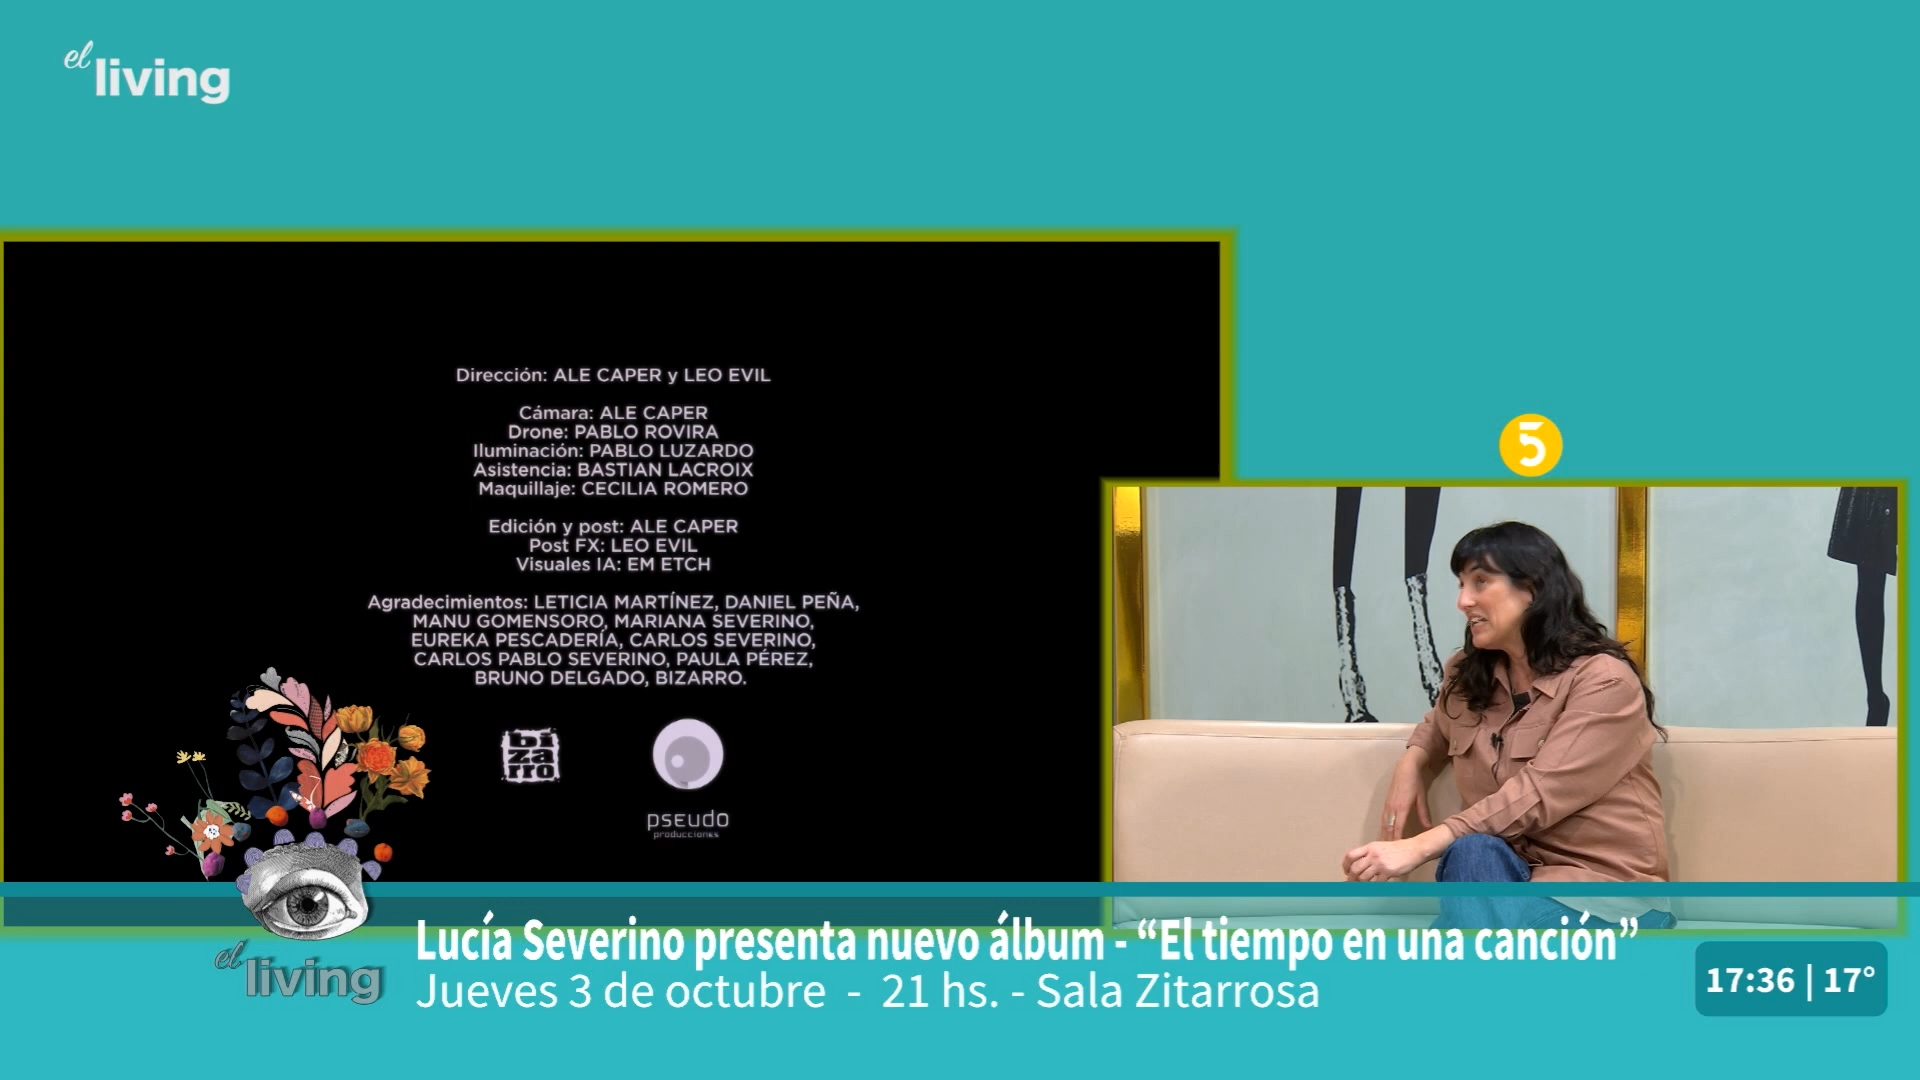 el
living
Dirección: ALE CAPER y LEO EVIL
Cámara: ALE CAPER
Drone: PABLO ROVIRA
Iluminación: PABLO LUZARDO
Asistencia: BASTIAN LACROIX
Maquillaje: CECILIA ROMERO
Edición y post: ALE CAPER
Post FX: LEO EVIL
Visuales IA: EM ETCH
Agradecimientos: LETICIA MARTÍNEZ, DANIEL PEÑA,
MANU GOMENSORO, MARIANA SEVERINO,
EUREKA PESCADERÍA, CARLOS SEVERINO,
CARLOS PABLO SEVERINO, PAULA PÉREZ,
BRUNO DELGADO, BIZARRO.
bi
za
rro
pseudo
producciones
5
Lucía Severino presenta nuevo álbum - “El tiempo en una canción”
Jueves 3 de octubre - 21 hs. - Sala Zitarrosa
el
living
17:36 | 17°